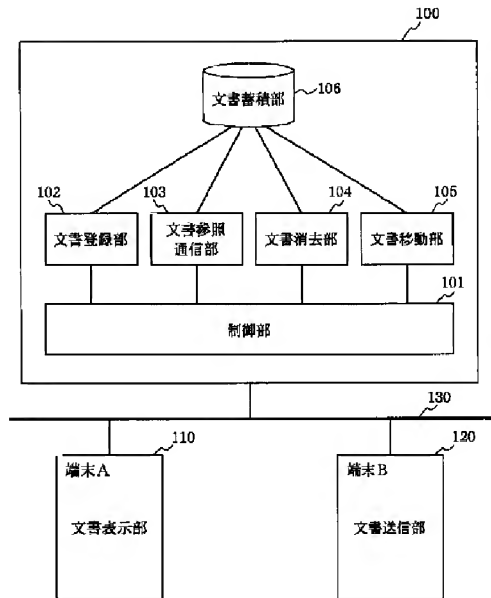 100
文書蓄積部
106
102
103
104
105
文書登録部
文書参照
通信部
文書消去部
文書移動部
101
制御部
130
110
120
端末A
端末B
文書表示部
文書送信部